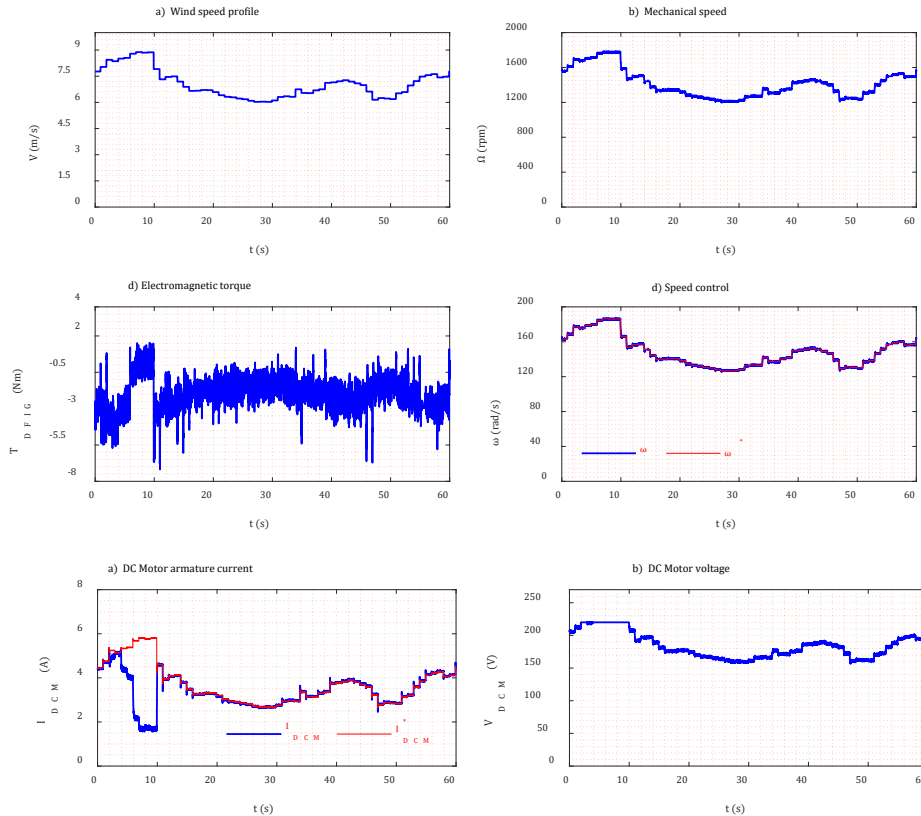 a) Wind speed profile
9
7.5
6
4.5
3
1.5
0
V (m/s)
0 10 20 30 40 50 60
t (s)
b) Mechanical speed
2000
1600
1200
800
400
0
Ω (rpm)
0 10 20 30 40 50 60
t (s)
d) Electromagnetic torque
4
2
-0.5
-3
-5.5
-8
T D F I G (Nm)
0 10 20 30 40 50 60
t (s)
d) Speed control
200
160
120
80
40
0
ω (rad/s)
ω ω*
0 10 20 30 40 50 60
t (s)
a) DC Motor armature current
8
6
4
2
0
I D C M (A)
I D C M I* D C M
0 10 20 30 40 50 60
t (s)
b) DC Motor voltage
250
200
150
100
50
0
V D C M (V)
0 10 20 30 40 50 60
t (s)